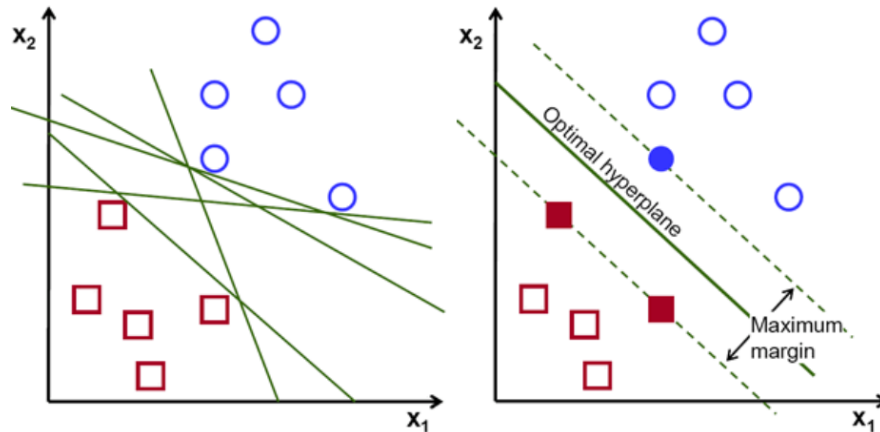 x₂
x₁
x₂
Optimal hyperplane
Maximum
margin
x₁